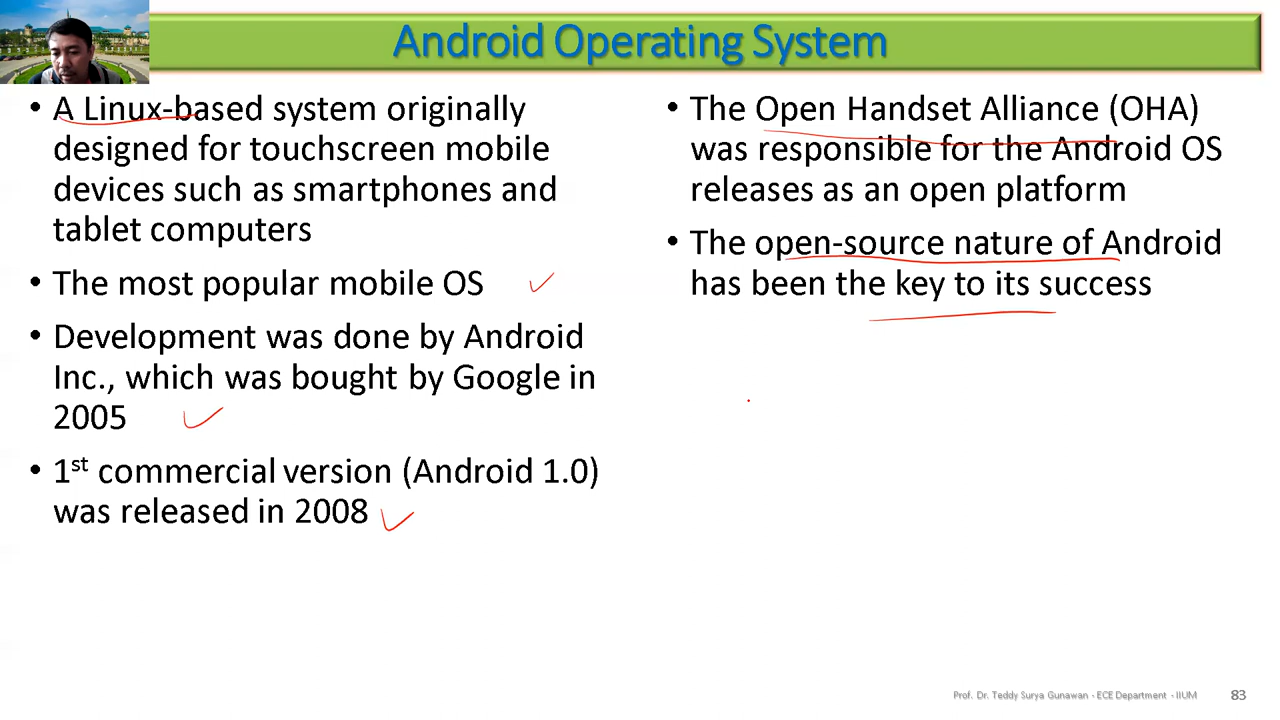 Android Operating System
• A Linux-based system originally
designed for touchscreen mobile
devices such as smartphones and
tablet computers
• The most popular mobile OS
• Development was done by Android
Inc., which was bought by Google in
2005
• 1st commercial version (Android 1.0)
was released in 2008
• The Open Handset Alliance (OHA)
was responsible for the Android OS
releases as an open platform
• The open-source nature of Android
has been the key to its success
Prof. Dr. Teddy Surya Gunawan - ECE Department - IIUM
83